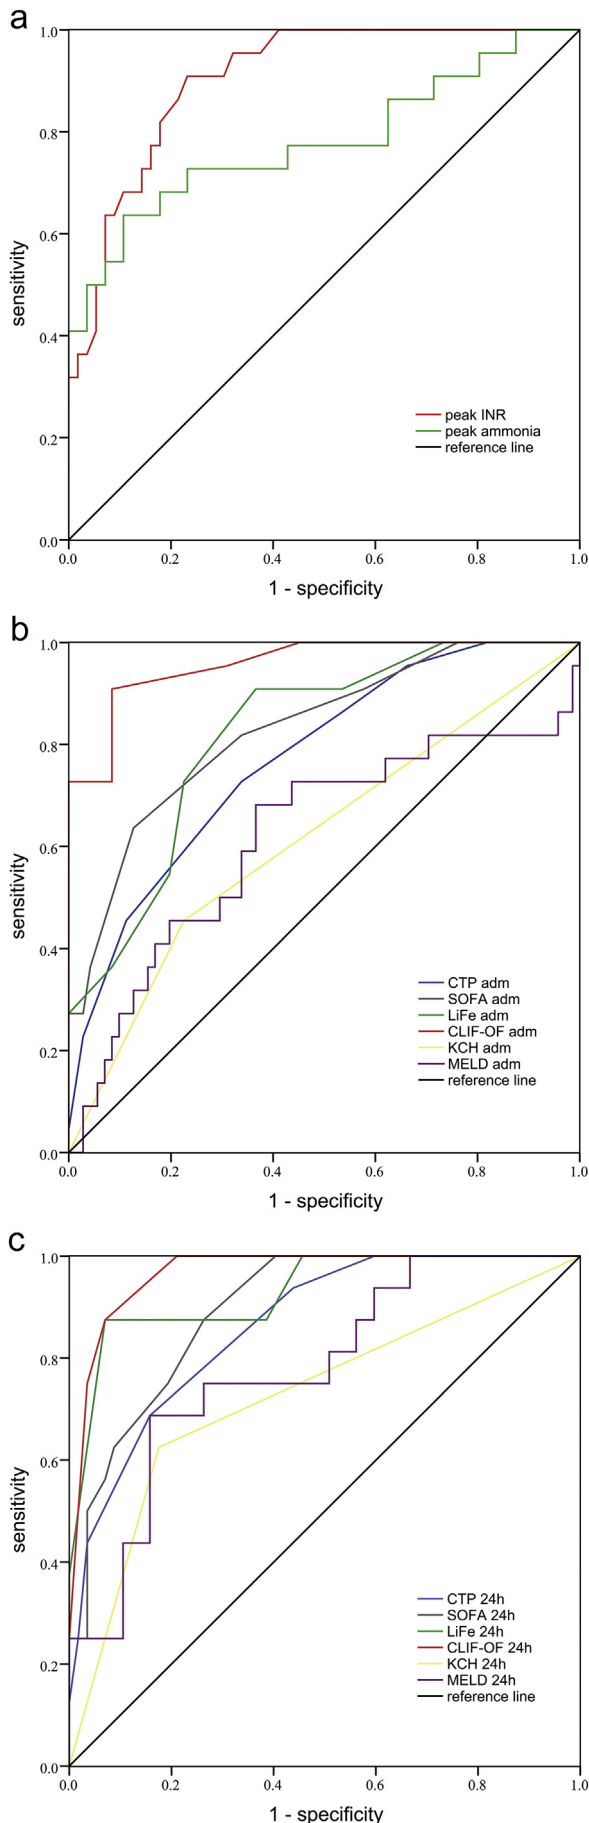 a
1.0
0.8
0.6
0.4
0.2
0.0
sensitivity
peak INR
peak ammonia
reference line
0.0 0.2 0.4 0.6 0.8 1.0
1 - specificity
b
1.0
0.8
0.6
0.4
0.2
0.0
sensitivity
CTP adm
SOFA adm
LiFe adm
CLIF-OF adm
KCH adm
MELD adm
reference line
0.0 0.2 0.4 0.6 0.8 1.0
1 - specificity
c
1.0
0.8
0.6
0.4
0.2
0.0
sensitivity
CTP 24h
SOFA 24h
LiFe 24h
CLIF-OF 24h
KCH 24h
MELD 24h
reference line
0.0 0.2 0.4 0.6 0.8 1.0
1 - specificity